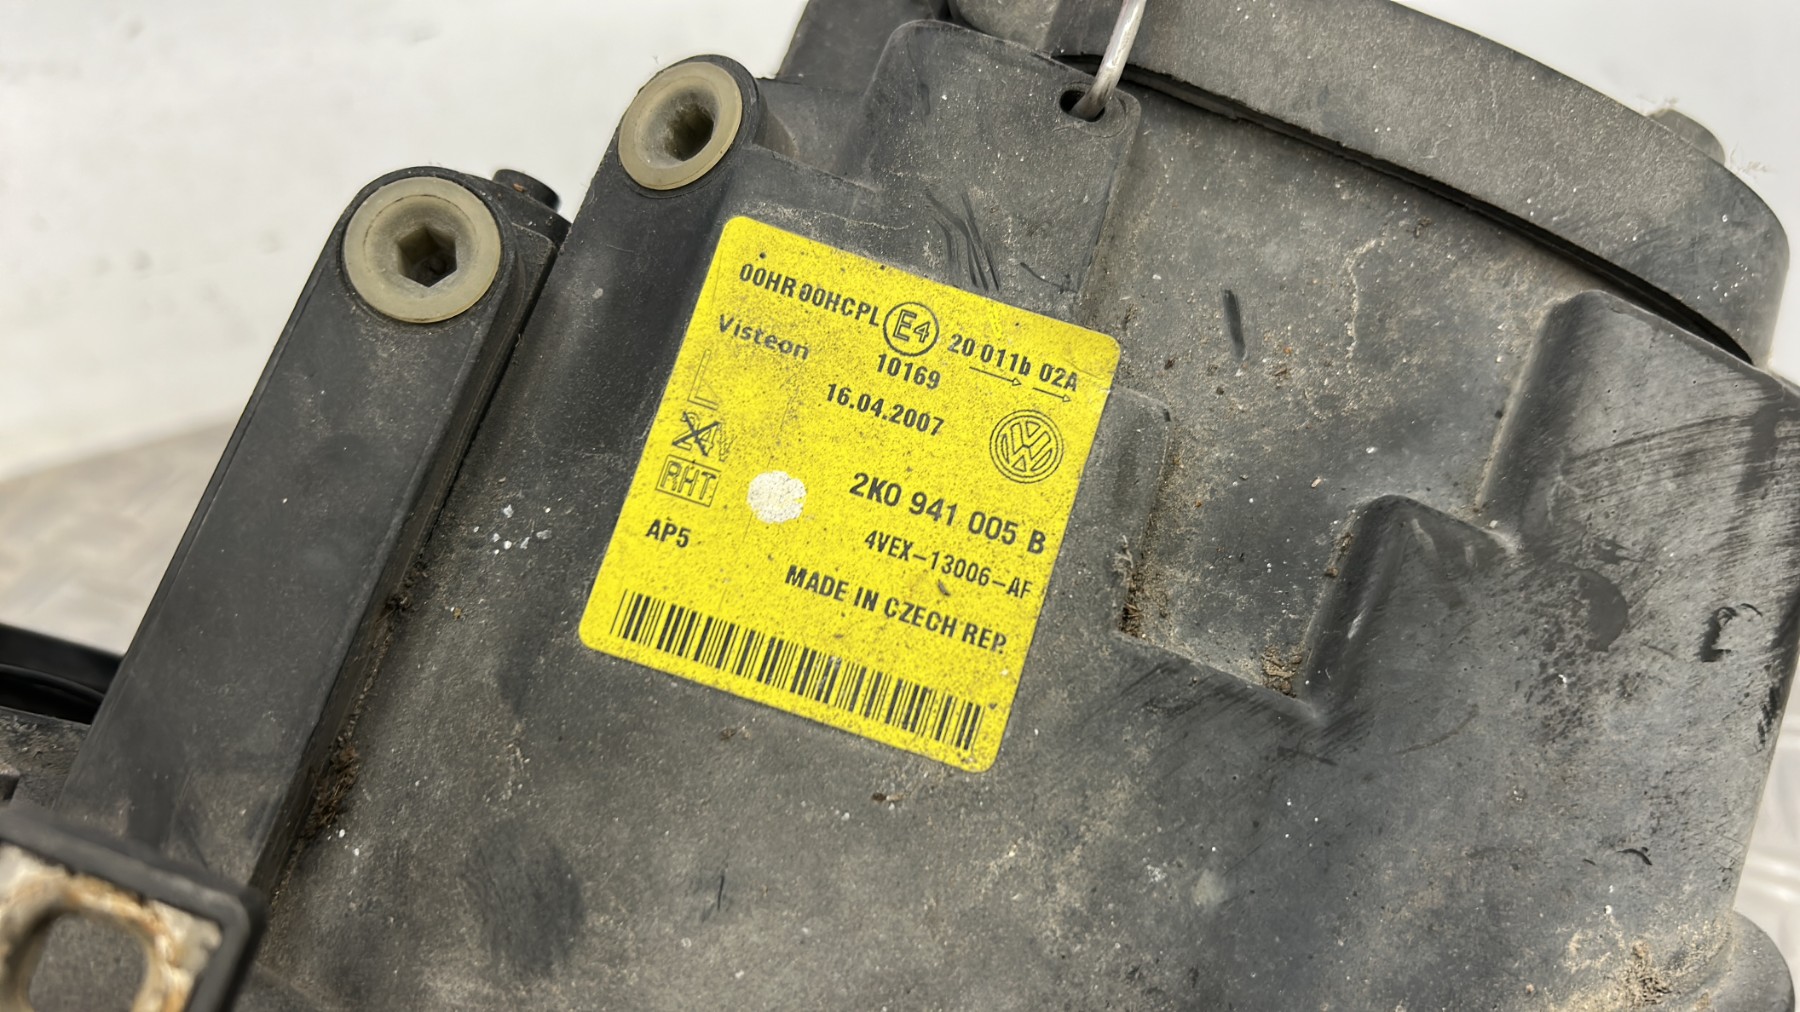 00HR 00HCPL E4 20 011b 02A
Visteon
10169
16.04.2007
L
24V
RHT
VW
2K0 941 005 B
AP5
4VEX-13006-AF
MADE IN CZECH REP.